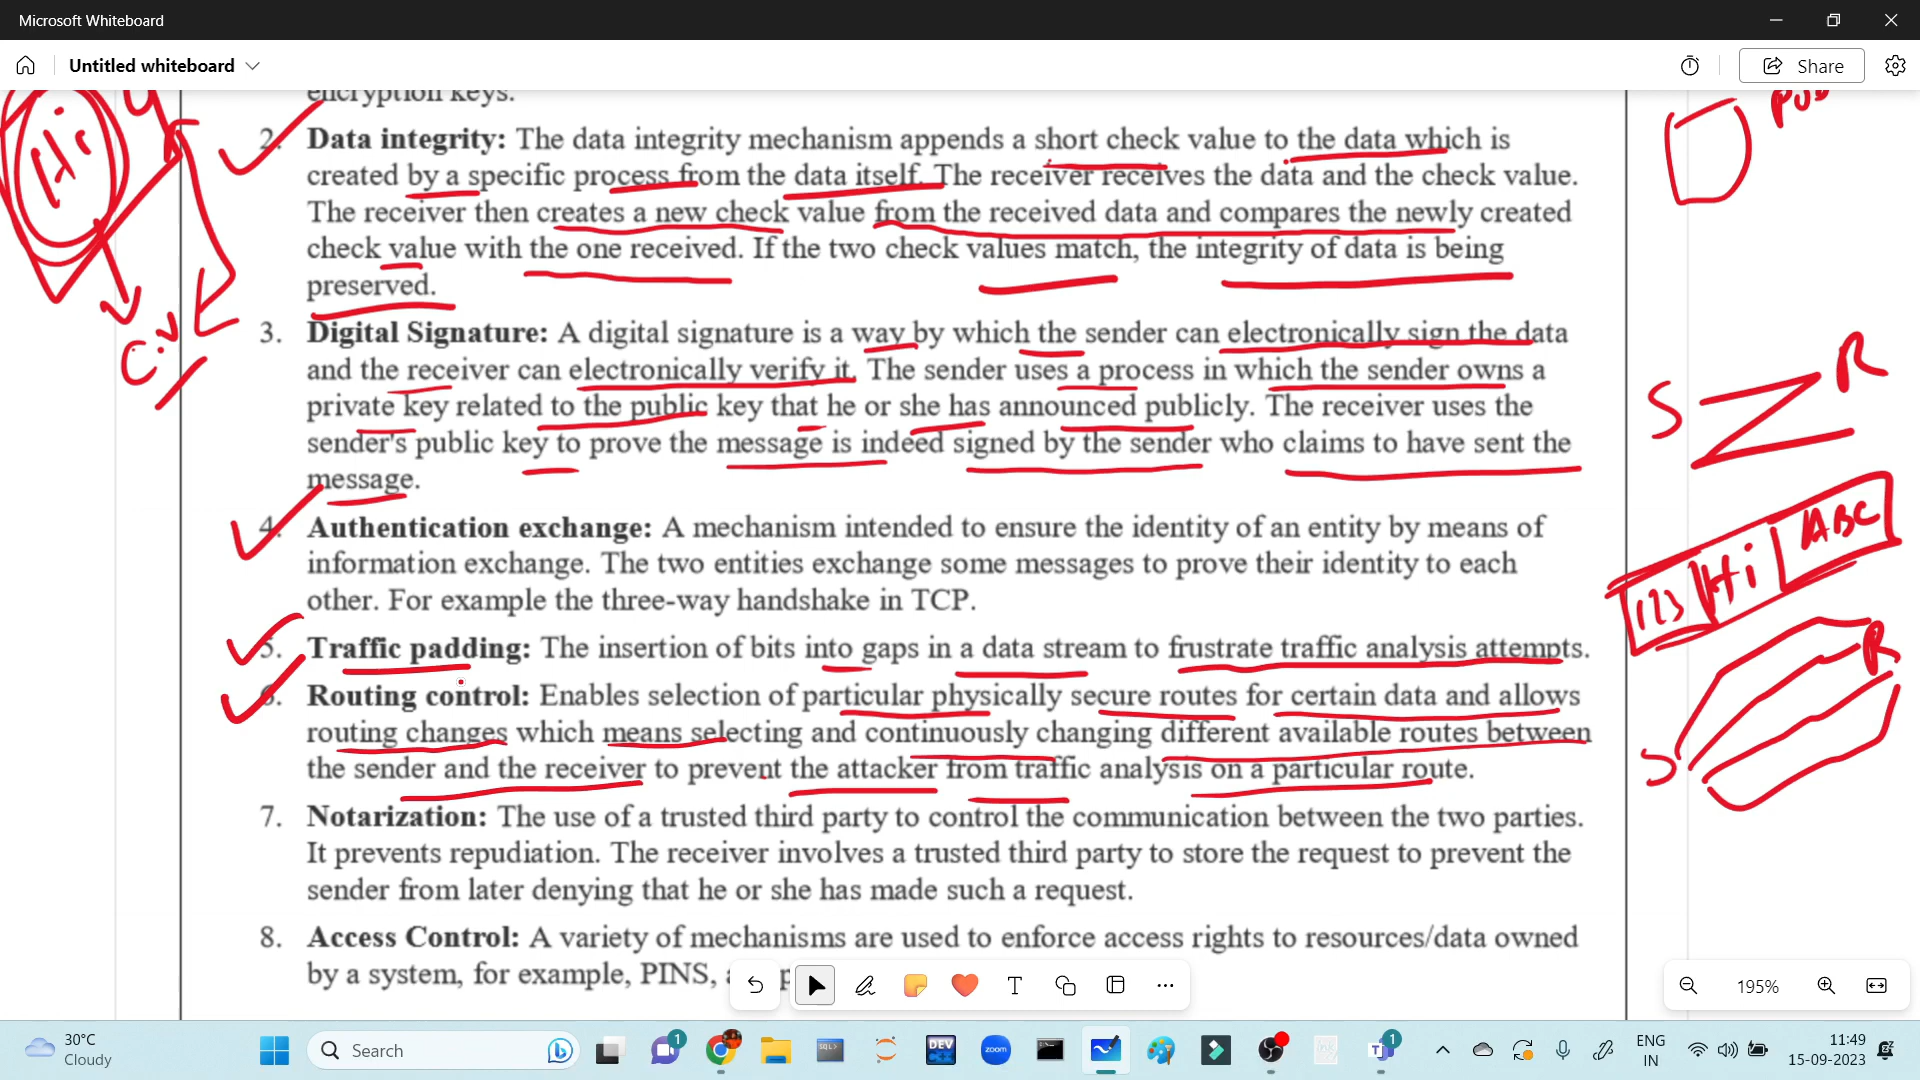 Microsoft Whiteboard
Untitled whiteboard
Share
encryption keys.
2. Data integrity: The data integrity mechanism appends a short check value to the data which is
created by a specific process from the data itself. The receiver receives the data and the check value.
The receiver then creates a new check value from the received data and compares the newly created
check value with the one received. If the two check values match, the integrity of data is being
preserved.
3. Digital Signature: A digital signature is a way by which the sender can electronically sign the data
and the receiver can electronically verify it. The sender uses a process in which the sender owns a
private key related to the public key that he or she has announced publicly. The receiver uses the
sender's public key to prove the message is indeed signed by the sender who claims to have sent the
message.
4. Authentication exchange: A mechanism intended to ensure the identity of an entity by means of
information exchange. The two entities exchange some messages to prove their identity to each
other. For example the three-way handshake in TCP.
5. Traffic padding: The insertion of bits into gaps in a data stream to frustrate traffic analysis attempts.
6. Routing control: Enables selection of particular physically secure routes for certain data and allows
routing changes which means selecting and continuously changing different available routes between
the sender and the receiver to prevent the attacker from traffic analysis on a particular route.
7. Notarization: The use of a trusted third party to control the communication between the two parties.
It prevents repudiation. The receiver involves a trusted third party to store the request to prevent the
sender from later denying that he or she has made such a request.
8. Access Control: A variety of mechanisms are used to enforce access rights to resources/data owned
by a system, for example, PINS,
C.V
S R
123 Hi ABC
R
S
195%
30°C
Cloudy
Search
SQL>
DEV
C++
zoom
1
1
ENG
IN
11:49
15-09-2023